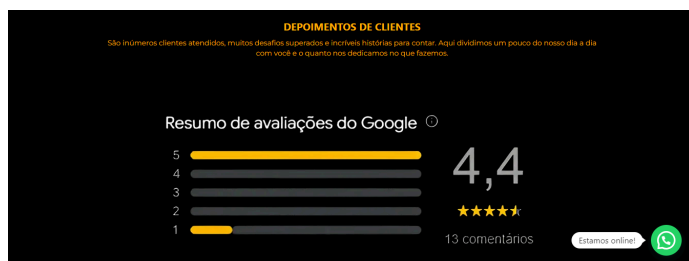 DEPOIMENTOS DE CLIENTES
São inúmeros clientes atendidos, muitos desafios superados e incríveis histórias para contar. Aqui dividimos um pouco do nosso dia a dia
com você e o quanto nos dedicamos no que fazemos.
Resumo de avaliações do Google
5
4
3
2
1
4,4
13 comentários
Estamos online!